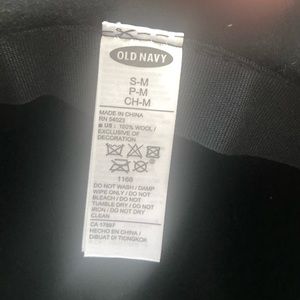 OLD NAVY
S-M
P-M
CH-M
MADE IN CHINA
RN 54023
US: 100% WOOL /
EXCLUSIVE OF
DECORATION
1166
DO NOT WASH / DAMP
WIPE ONLY / DO NOT
BLEACH / DO NOT
TUMBLE DRY / DO NOT
IRON / DO NOT DRY
CLEAN
CA 17897
HECHO EN CHINA /
DIBUAT DI TIONGKOK